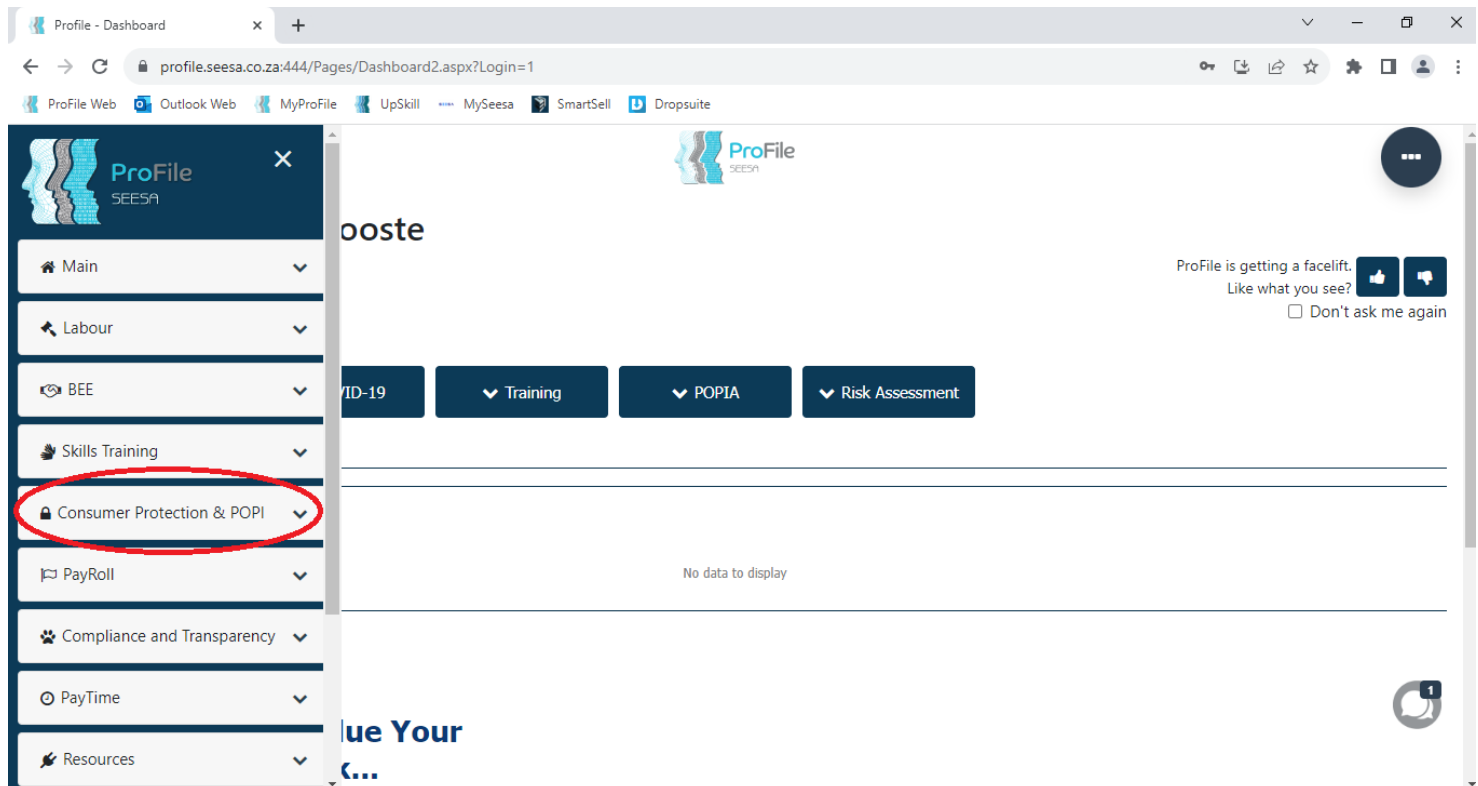 Profile - Dashboard
profile.seesa.co.za:444/Pages/Dashboard2.aspx?Login=1
ProFile Web Outlook Web MyProFile UpSkill MySeesa SmartSell Dropsuite
ProFile
SEESA
Main
Labour
BEE
Skills Training
Consumer Protection & POPI
PayRoll
Compliance and Transparency
PayTime
Resources
ProFile
SEESA
ooste
ProFile is getting a facelift.
Like what you see?
Don't ask me again
VID-19 Training POPIA Risk Assessment
No data to display
1
lue Your
k...